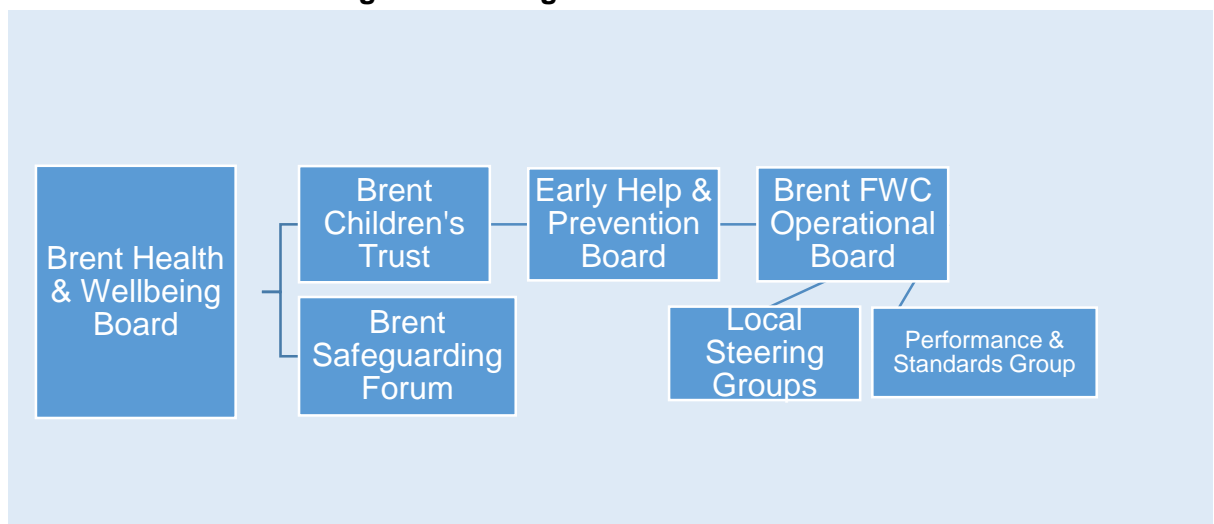 Brent Health
& Wellbeing
Board
Brent
Children's
Trust
Brent
Safeguarding
Forum
Early Help &
Prevention
Board
Brent FWC
Operational
Board
Local
Steering
Groups
Performance &
Standards Group